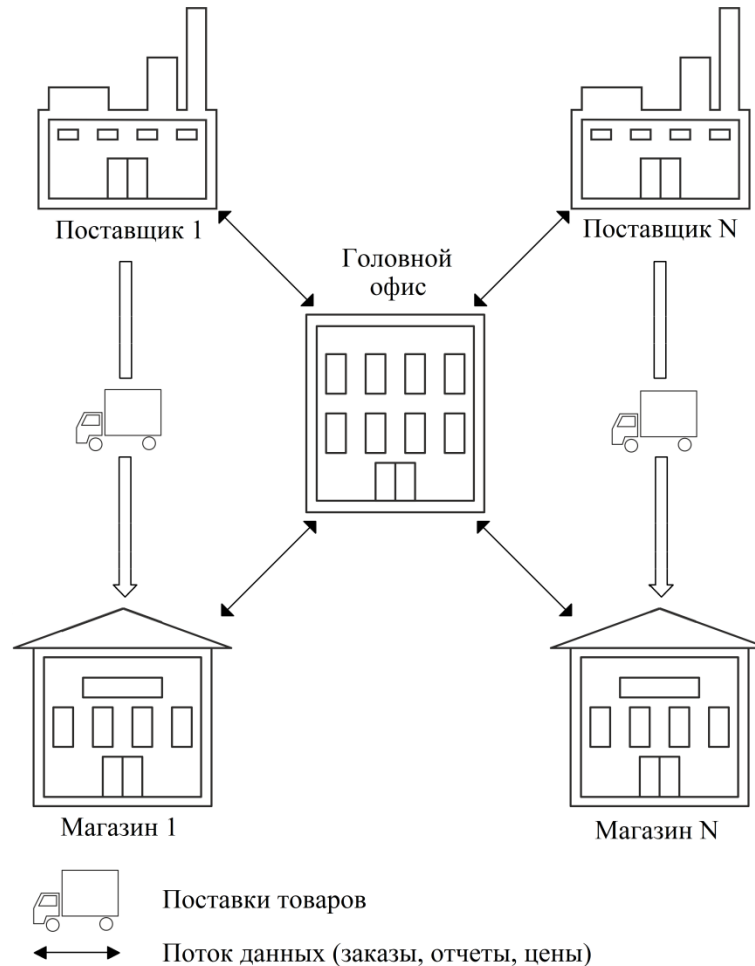 Поставщик 1
Поставщик N
Головной
офис
Магазин 1
Магазин N
Поставки товаров
Поток данных (заказы, отчеты, цены)